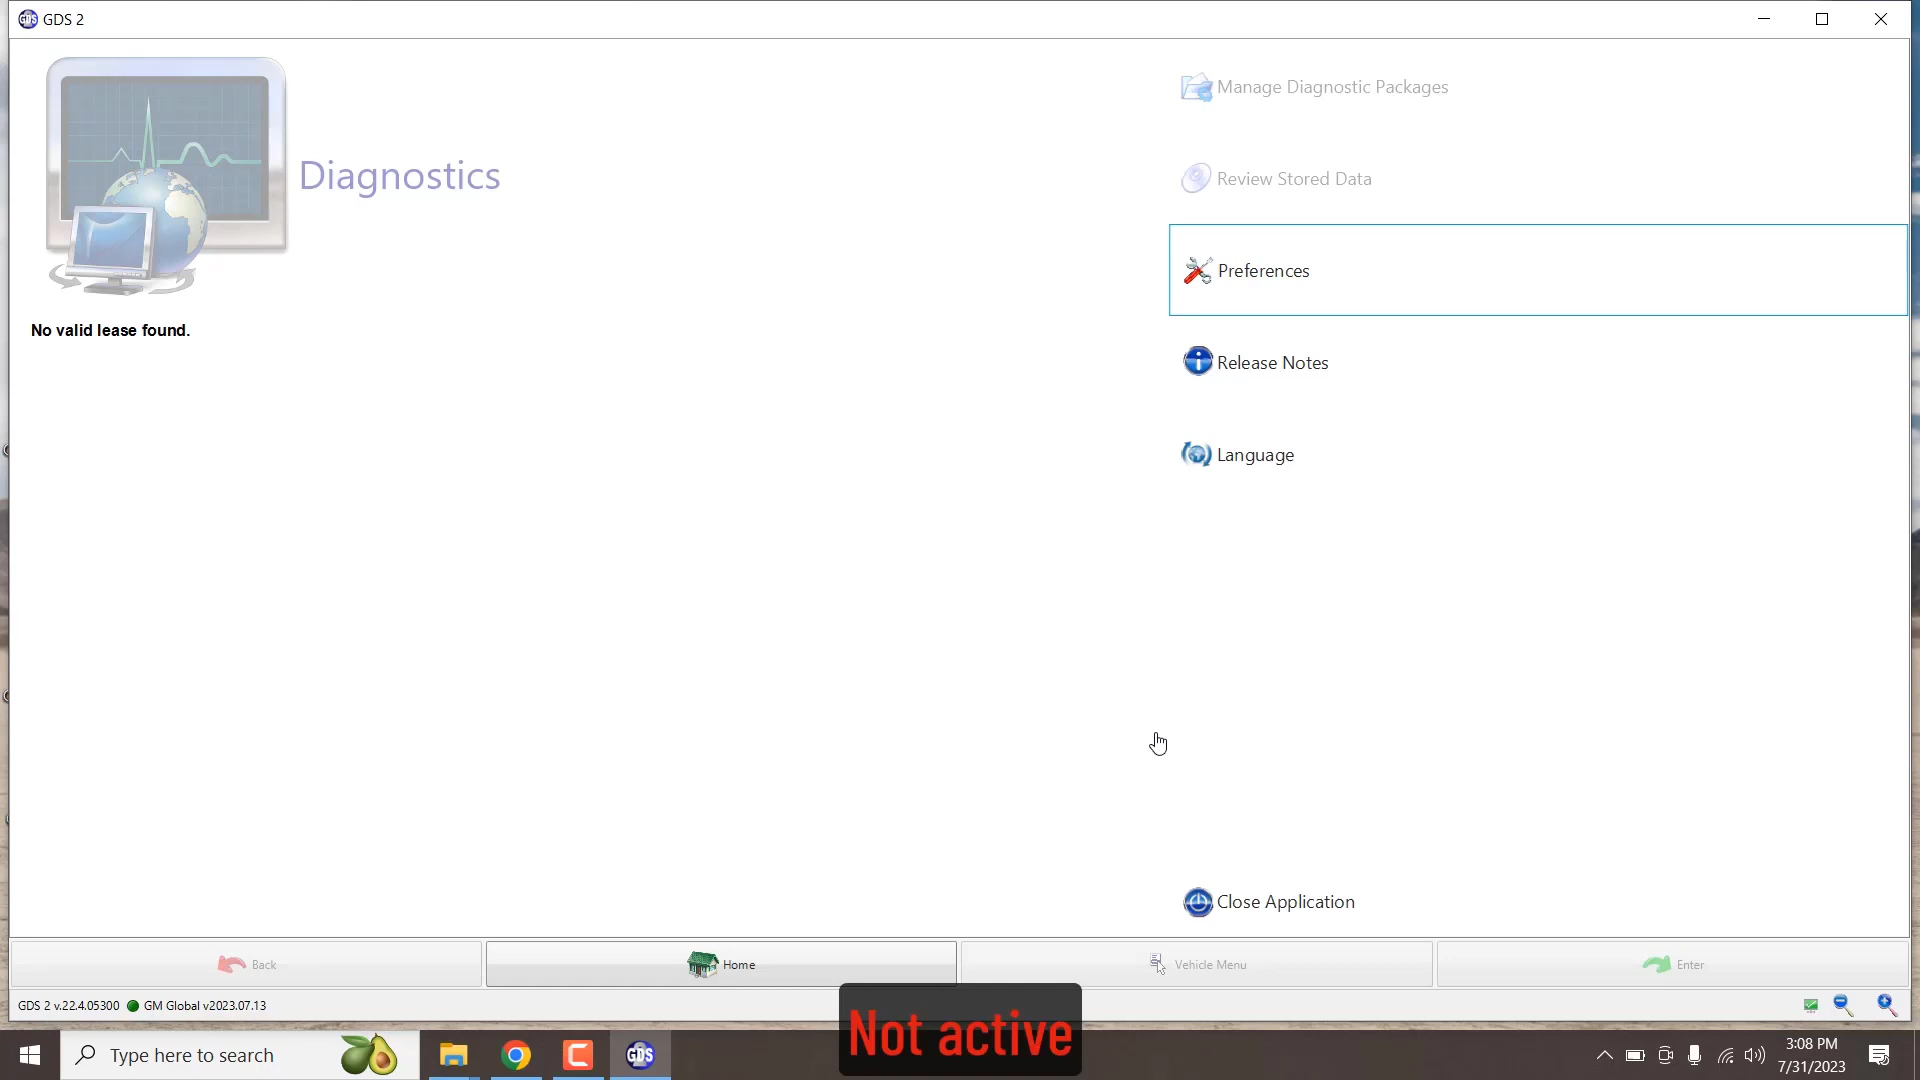 GDS 2
Diagnostics
No valid lease found.
Manage Diagnostic Packages
Review Stored Data
Preferences
Release Notes
Language
Close Application
Back
Home
Vehicle Menu
Enter
GDS 2 v.22.4.05300
GM Global v2023.07.13
Not active
Type here to search
GDS
3:08 PM
7/31/2023